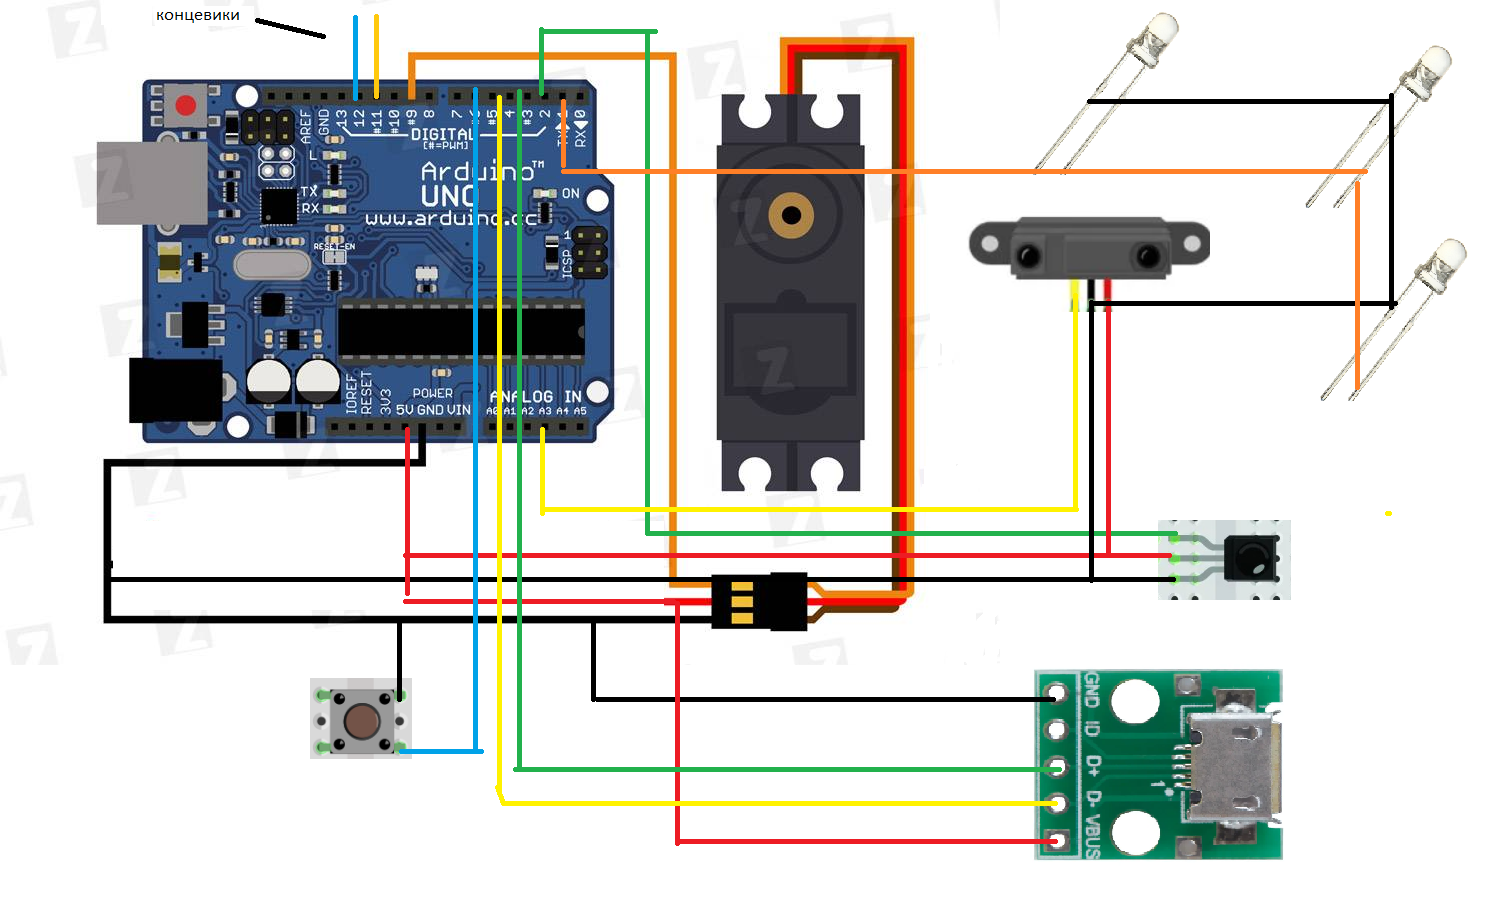 концевики
AREF
GND
13
12
#11
#10
#9
8
7
6
#5
4
#3
2
TX▶1
RX◀0
DIGITAL
[#=PWM]
L
TX
RX
Arduino™
UNO
www.arduino.cc
ON
RESET-EN
1
ICSP
IOREF
RESET
3V3
POWER
5V GND VIN
ANALOG IN
A0 A1 A2 A3 A4 A5
GND
ID
D+
D-
VBUS
1
Z